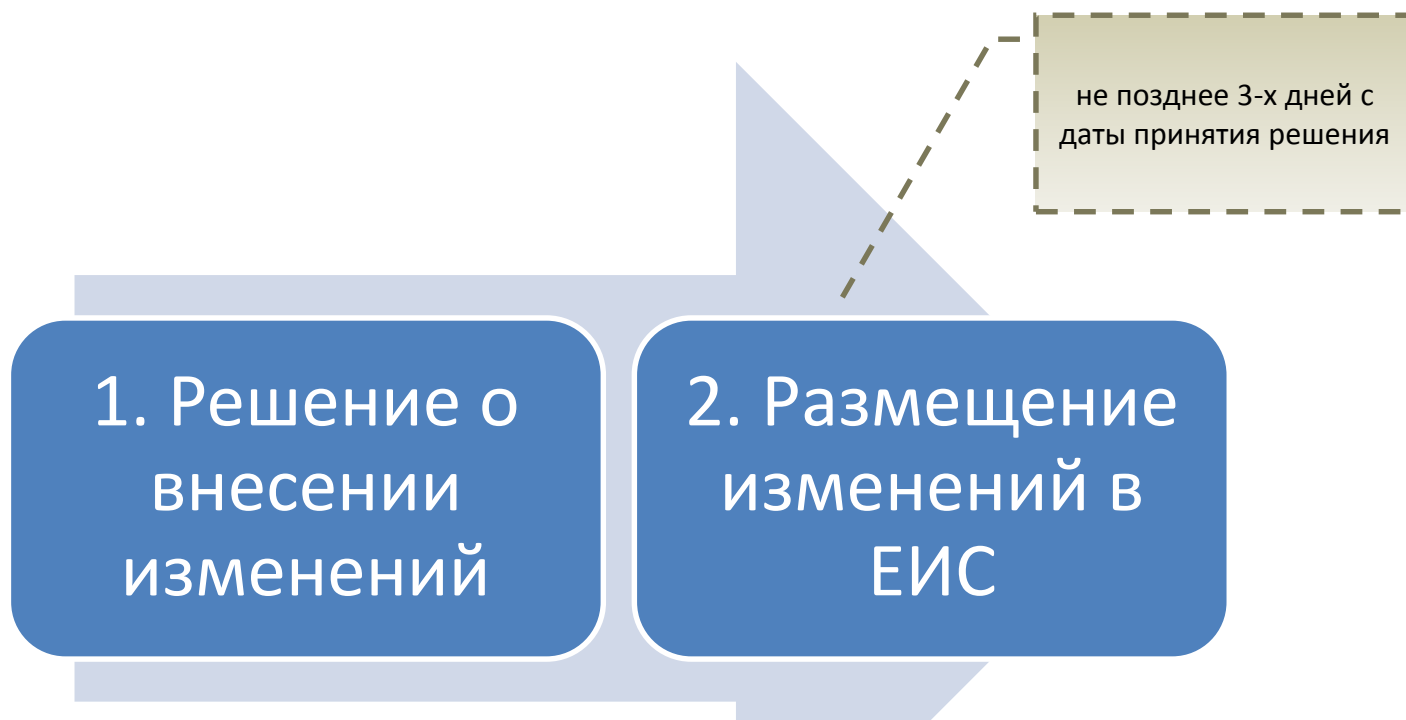 не позднее 3-х дней с
даты принятия решения
1. Решение о
внесении
изменений
2. Размещение
изменений в
ЕИС